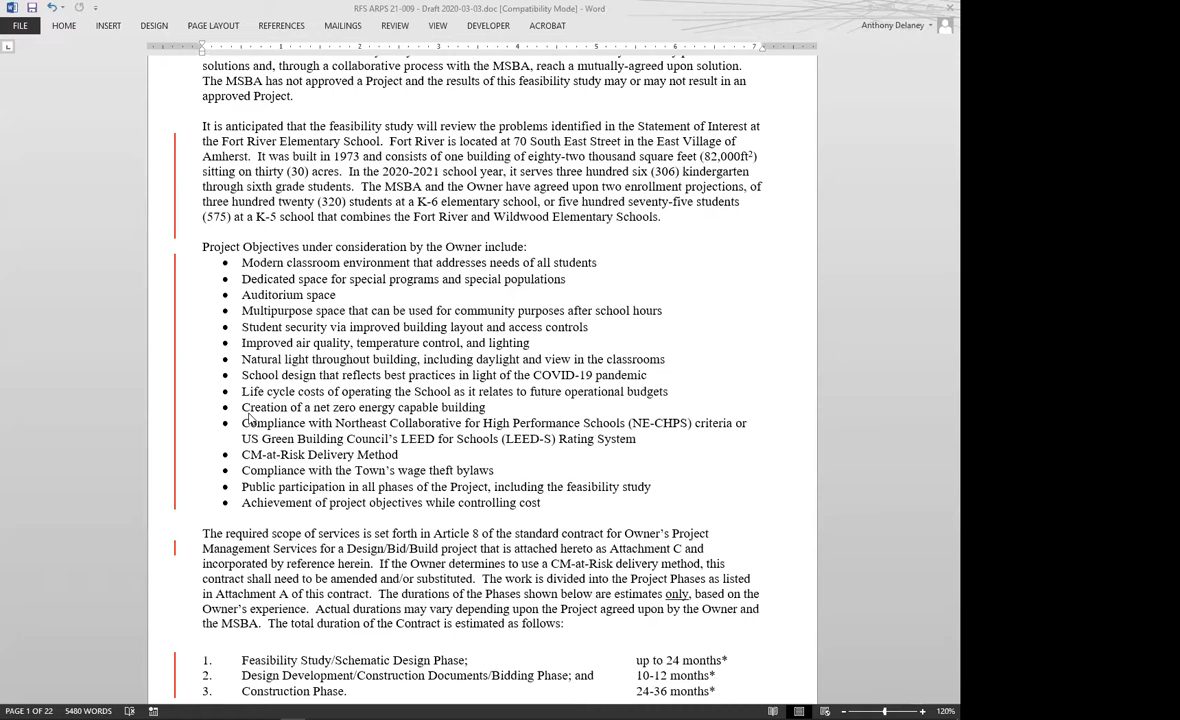 RFS ARPS 21-009 - Draft 2020-03-03.doc [Compatibility Mode] - Word
FILE HOME INSERT DESIGN PAGE LAYOUT REFERENCES MAILINGS REVIEW VIEW DEVELOPER ACROBAT Anthony Delaney
1 2 3 4 5 6 7
solutions and, through a collaborative process with the MSBA, reach a mutually-agreed upon solution.
The MSBA has not approved a Project and the results of this feasibility study may or may not result in an
approved Project.
It is anticipated that the feasibility study will review the problems identified in the Statement of Interest at
the Fort River Elementary School. Fort River is located at 70 South East Street in the East Village of
Amherst. It was built in 1973 and consists of one building of eighty-two thousand square feet (82,000ft²)
sitting on thirty (30) acres. In the 2020-2021 school year, it serves three hundred six (306) kindergarten
through sixth grade students. The MSBA and the Owner have agreed upon two enrollment projections, of
three hundred twenty (320) students at a K-6 elementary school, or five hundred seventy-five students
(575) at a K-5 school that combines the Fort River and Wildwood Elementary Schools.
Project Objectives under consideration by the Owner include:
• Modern classroom environment that addresses needs of all students
• Dedicated space for special programs and special populations
• Auditorium space
• Multipurpose space that can be used for community purposes after school hours
• Student security via improved building layout and access controls
• Improved air quality, temperature control, and lighting
• Natural light throughout building, including daylight and view in the classrooms
• School design that reflects best practices in light of the COVID-19 pandemic
• Life cycle costs of operating the School as it relates to future operational budgets
• Creation of a net zero energy capable building
• Compliance with Northeast Collaborative for High Performance Schools (NE-CHPS) criteria or
US Green Building Council's LEED for Schools (LEED-S) Rating System
• CM-at-Risk Delivery Method
• Compliance with the Town's wage theft bylaws
• Public participation in all phases of the Project, including the feasibility study
• Achievement of project objectives while controlling cost
The required scope of services is set forth in Article 8 of the standard contract for Owner's Project
Management Services for a Design/Bid/Build project that is attached hereto as Attachment C and
incorporated by reference herein. If the Owner determines to use a CM-at-Risk delivery method, this
contract shall need to be amended and/or substituted. The work is divided into the Project Phases as listed
in Attachment A of this contract. The durations of the Phases shown below are estimates only, based on the
Owner's experience. Actual durations may vary depending upon the Project agreed upon by the Owner and
the MSBA. The total duration of the Contract is estimated as follows:
1. Feasibility Study/Schematic Design Phase; up to 24 months*
2. Design Development/Construction Documents/Bidding Phase; and 10-12 months*
3. Construction Phase. 24-36 months*
PAGE 1 OF 22 5480 WORDS 120%